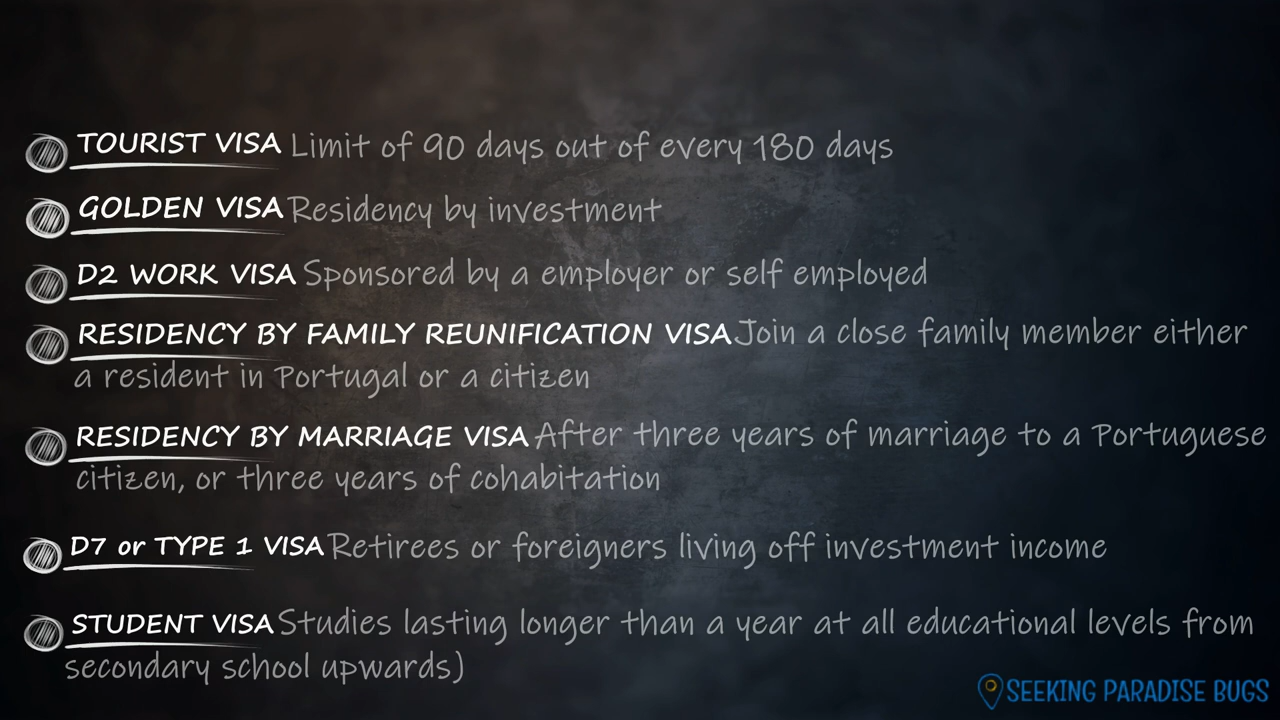 TOURIST VISA Limit of 90 days out of every 180 days
GOLDEN VISA Residency by investment
D2 WORK VISA Sponsored by a employer or self employed
RESIDENCY BY FAMILY REUNIFICATION VISA Join a close family member either
a resident in Portugal or a citizen
RESIDENCY BY MARRIAGE VISA After three years of marriage to a Portuguese
citizen, or three years of cohabitation
D7 or TYPE 1 VISA Retirees or foreigners living off investment income
STUDENT VISA Studies lasting longer than a year at all educational levels from
secondary school upwards)
SEEKING PARADISE BUGS